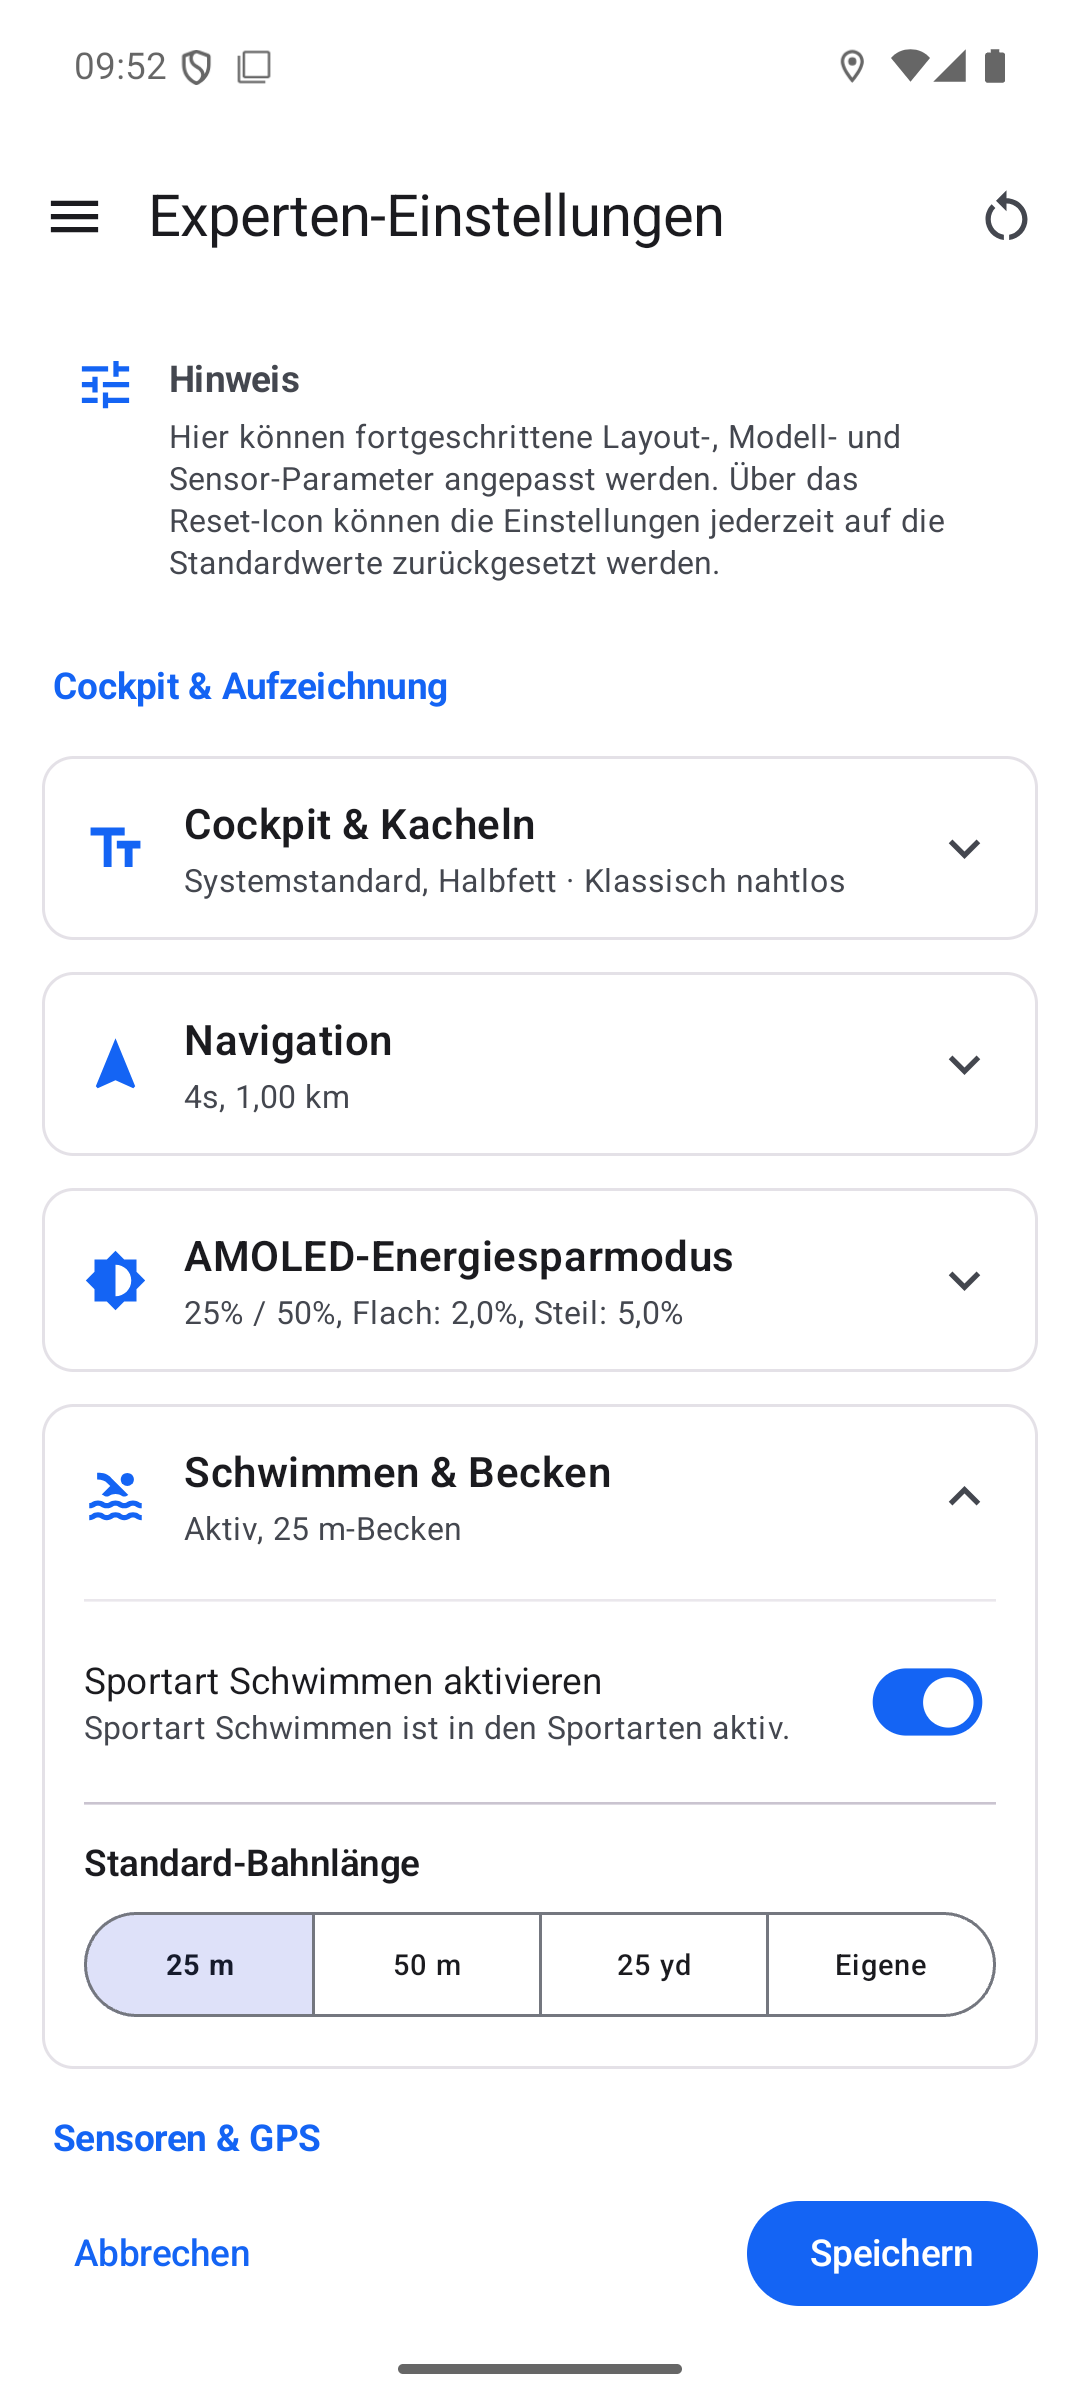 09:52
Experten-Einstellungen
Hinweis
Hier können fortgeschrittene Layout-, Modell- und
Sensor-Parameter angepasst werden. Über das
Reset-Icon können die Einstellungen jederzeit auf die
Standardwerte zurückgesetzt werden.
Cockpit & Aufzeichnung
Cockpit & Kacheln
Systemstandard, Halbfett · Klassisch nahtlos
Navigation
4s, 1,00 km
AMOLED-Energiesparmodus
25% / 50%, Flach: 2,0%, Steil: 5,0%
Schwimmen & Becken
Aktiv, 25 m-Becken
Sportart Schwimmen aktivieren
Sportart Schwimmen ist in den Sportarten aktiv.
Standard-Bahnlänge
25 m 50 m 25 yd Eigene
Sensoren & GPS
Abbrechen Speichern